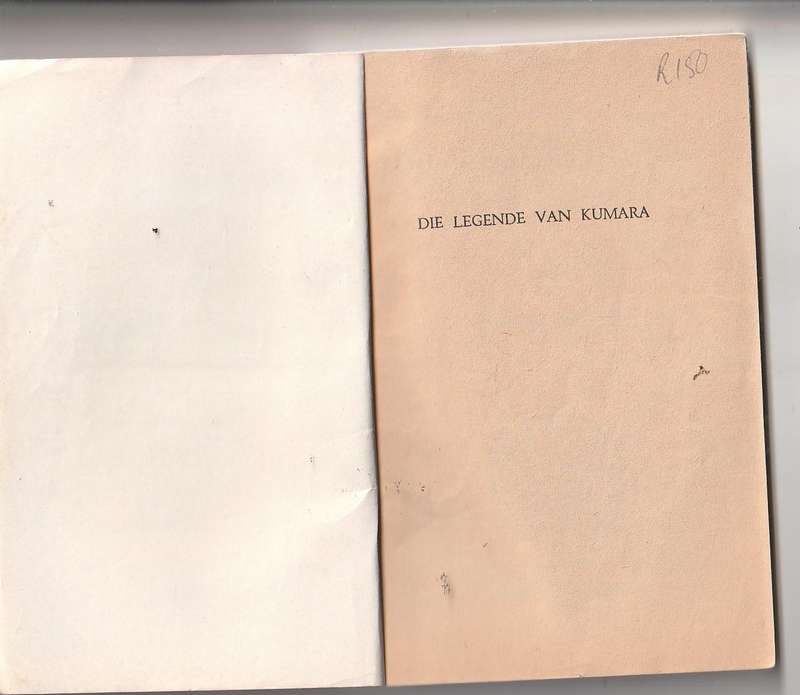 R150
DIE LEGENDE VAN KUMARA